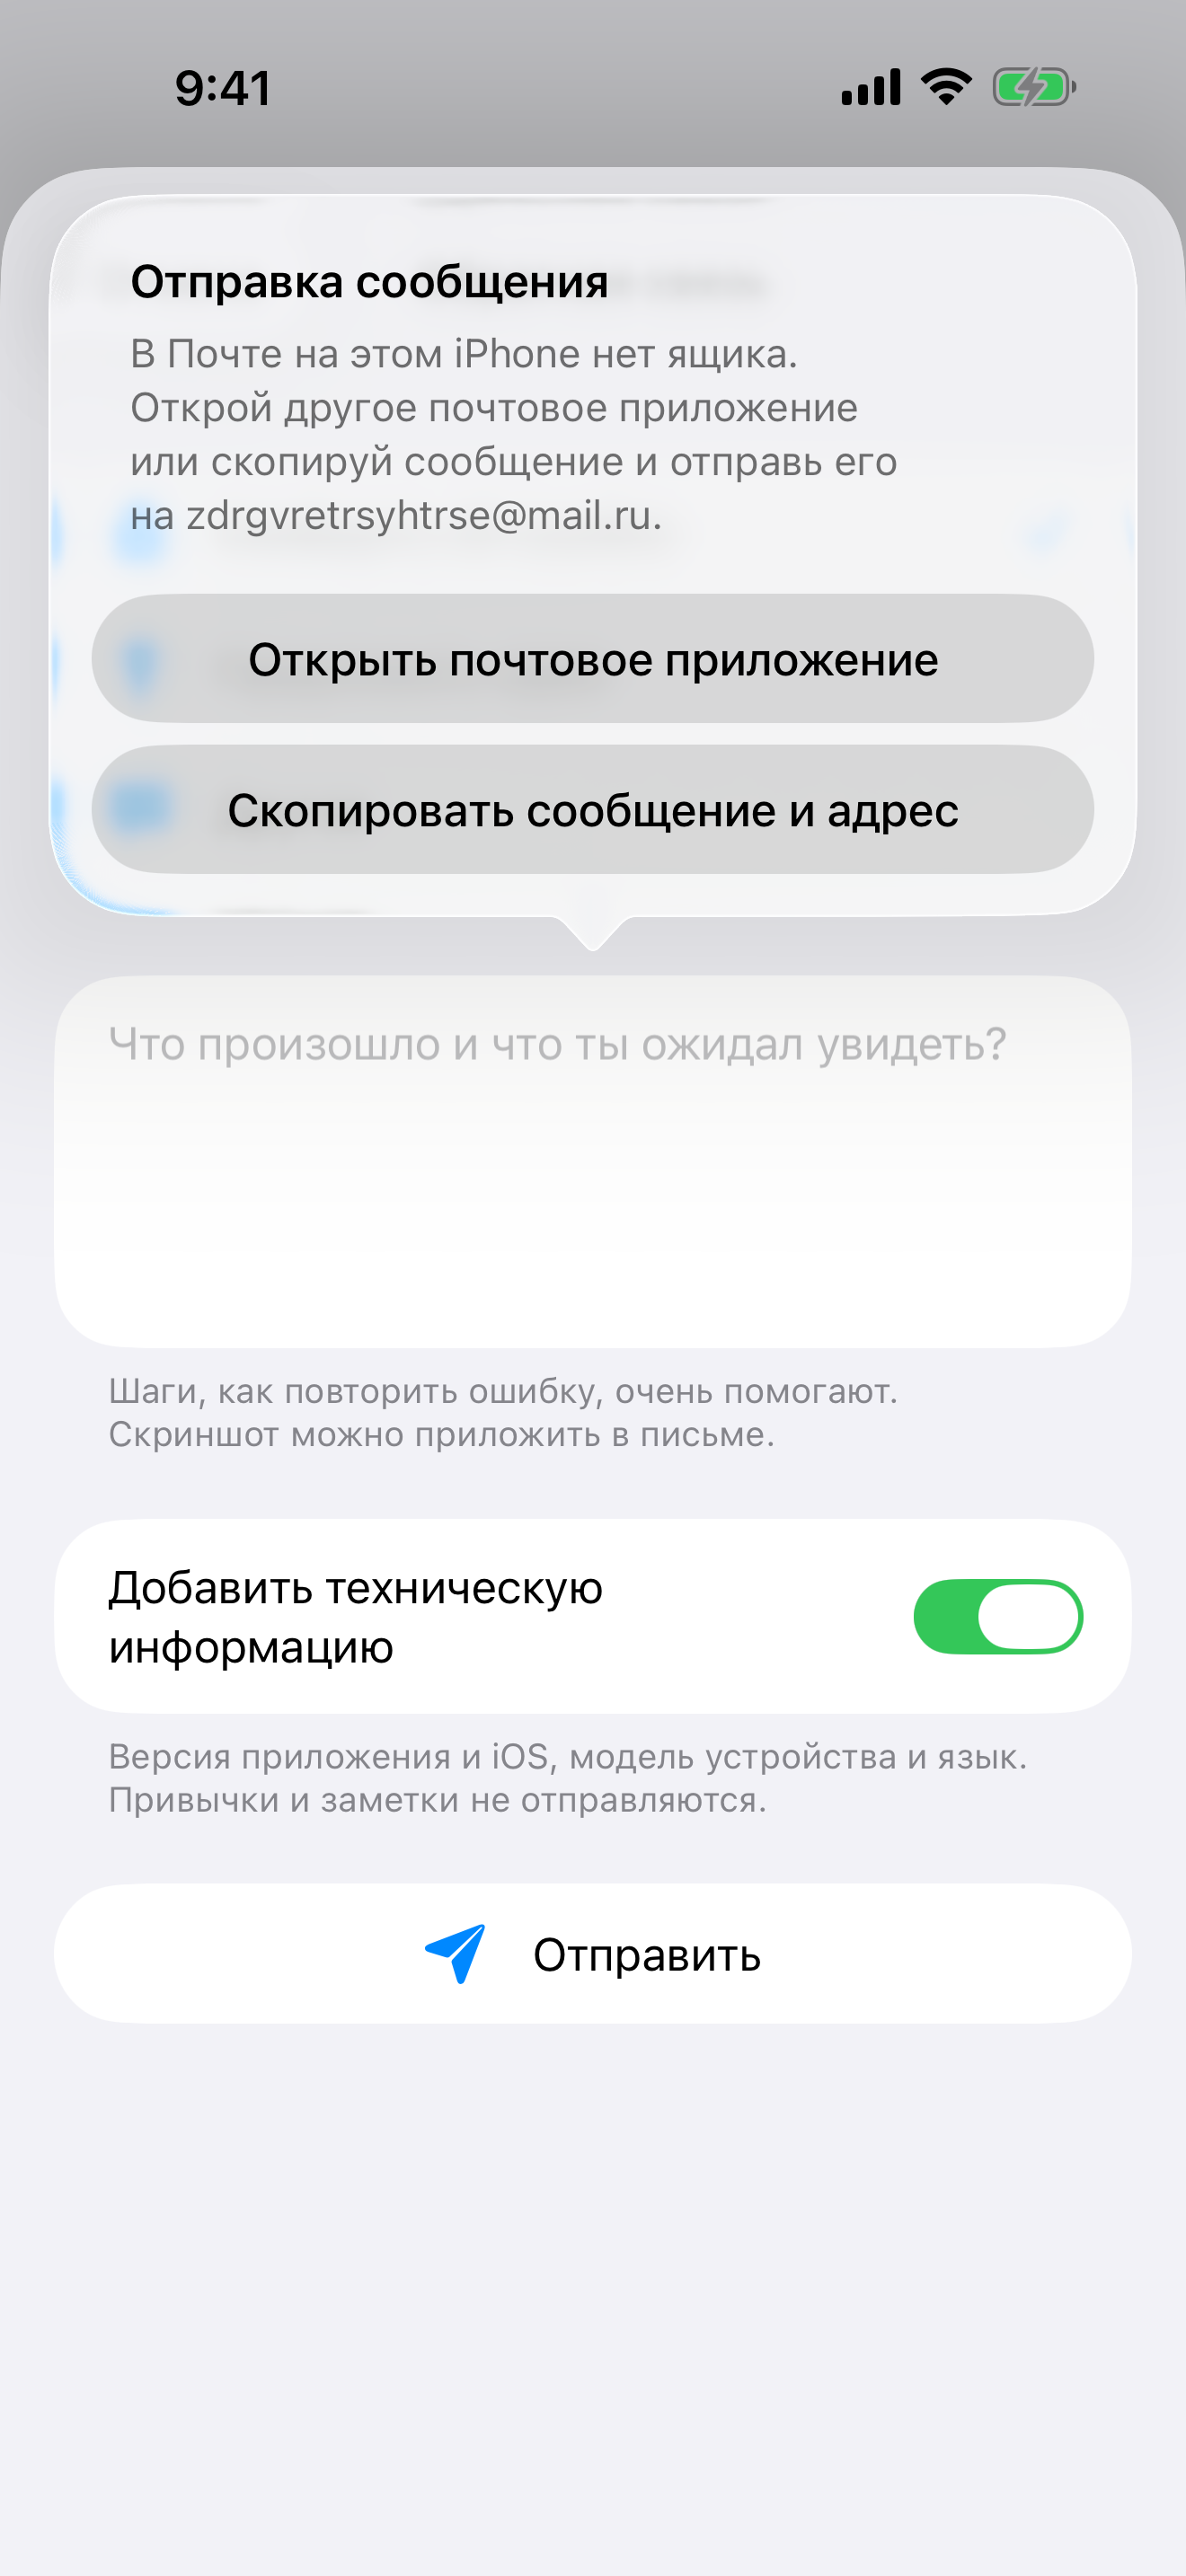 9:41
Отправка сообщения
В Почте на этом iPhone нет ящика.
Открой другое почтовое приложение
или скопируй сообщение и отправь его
на zdrgvretrsyhtrse@mail.ru.
Открыть почтовое приложение
Скопировать сообщение и адрес
Что произошло и что ты ожидал увидеть?
Шаги, как повторить ошибку, очень помогают.
Скриншот можно приложить в письме.
Добавить техническую
информацию
Версия приложения и iOS, модель устройства и язык.
Привычки и заметки не отправляются.
Отправить